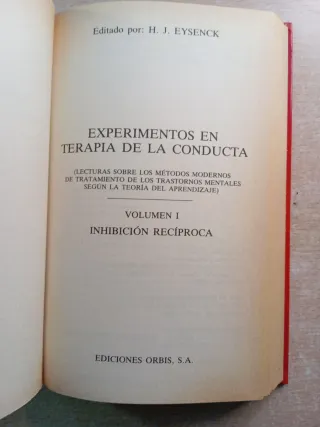 Editado por: H. J. EYSENCK
EXPERIMENTOS EN
TERAPIA DE LA CONDUCTA
(LECTURAS SOBRE LOS MÉTODOS MODERNOS
DE TRATAMIENTO DE LOS TRASTORNOS MENTALES
SEGÚN LA TEORÍA DEL APRENDIZAJE)
VOLUMEN I
INHIBICIÓN RECÍPROCA
EDICIONES ORBIS, S.A.